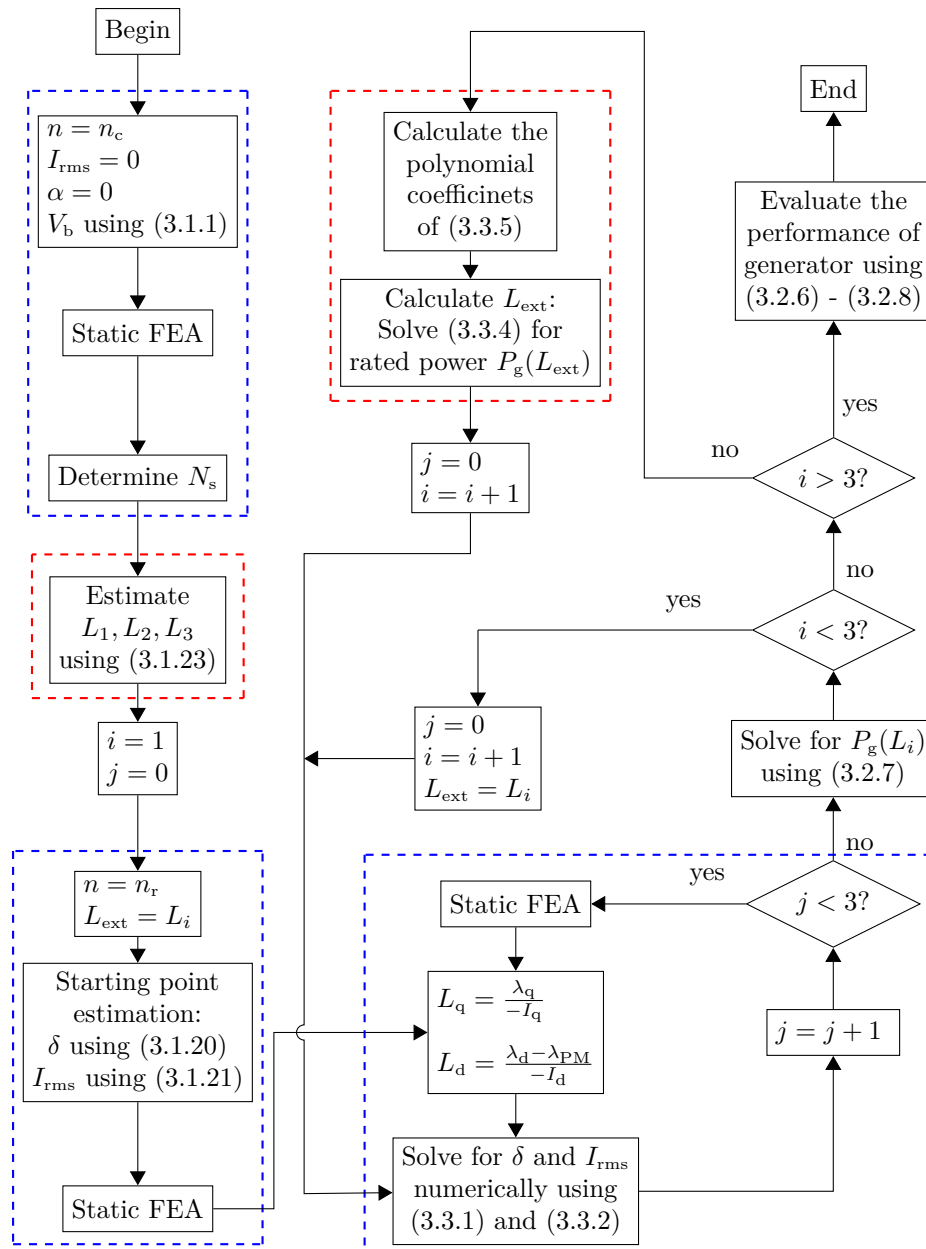 Begin
n = n_c
I_rms = 0
α = 0
V_b using (3.1.1)
Static FEA
Determine N_s
Estimate
L_1, L_2, L_3
using (3.1.23)
i = 1
j = 0
n = n_r
L_ext = L_i
Starting point
estimation:
δ using (3.1.20)
I_rms using (3.1.21)
Static FEA
Calculate the
polynomial
coefficinets
of (3.3.5)
Calculate L_ext:
Solve (3.3.4) for
rated power P_g(L_ext)
j = 0
i = i + 1
j = 0
i = i + 1
L_ext = L_i
Static FEA
L_q = λ_q / -I_q
L_d = λ_d - λ_PM / -I_d
Solve for δ and I_rms
numerically using
(3.3.1) and (3.3.2)
j = j + 1
j < 3?
yes
no
Solve for P_g(L_i)
using (3.2.7)
i < 3?
yes
no
i > 3?
no
yes
Evaluate the
performance of
generator using
(3.2.6) - (3.2.8)
End